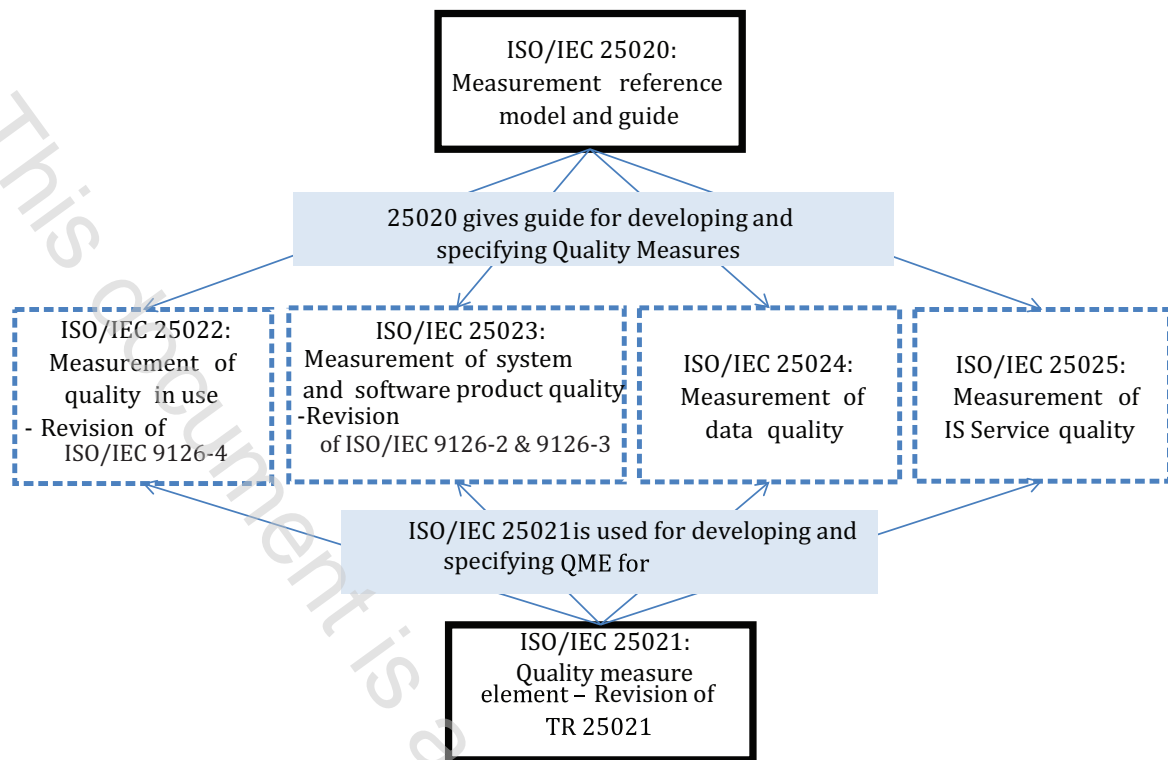 ISO/IEC 25020:
Measurement reference
model and guide
25020 gives guide for developing and
specifying Quality Measures
ISO/IEC 25022:
Measurement of
quality in use
- Revision of
ISO/IEC 9126-4
ISO/IEC 25023:
Measurement of system
and software product quality
-Revision
of ISO/IEC 9126-2 & 9126-3
ISO/IEC 25024:
Measurement of
data quality
ISO/IEC 25025:
Measurement of
IS Service quality
ISO/IEC 25021is used for developing and
specifying QME for
ISO/IEC 25021:
Quality measure
element – Revision of
TR 25021
This document is a